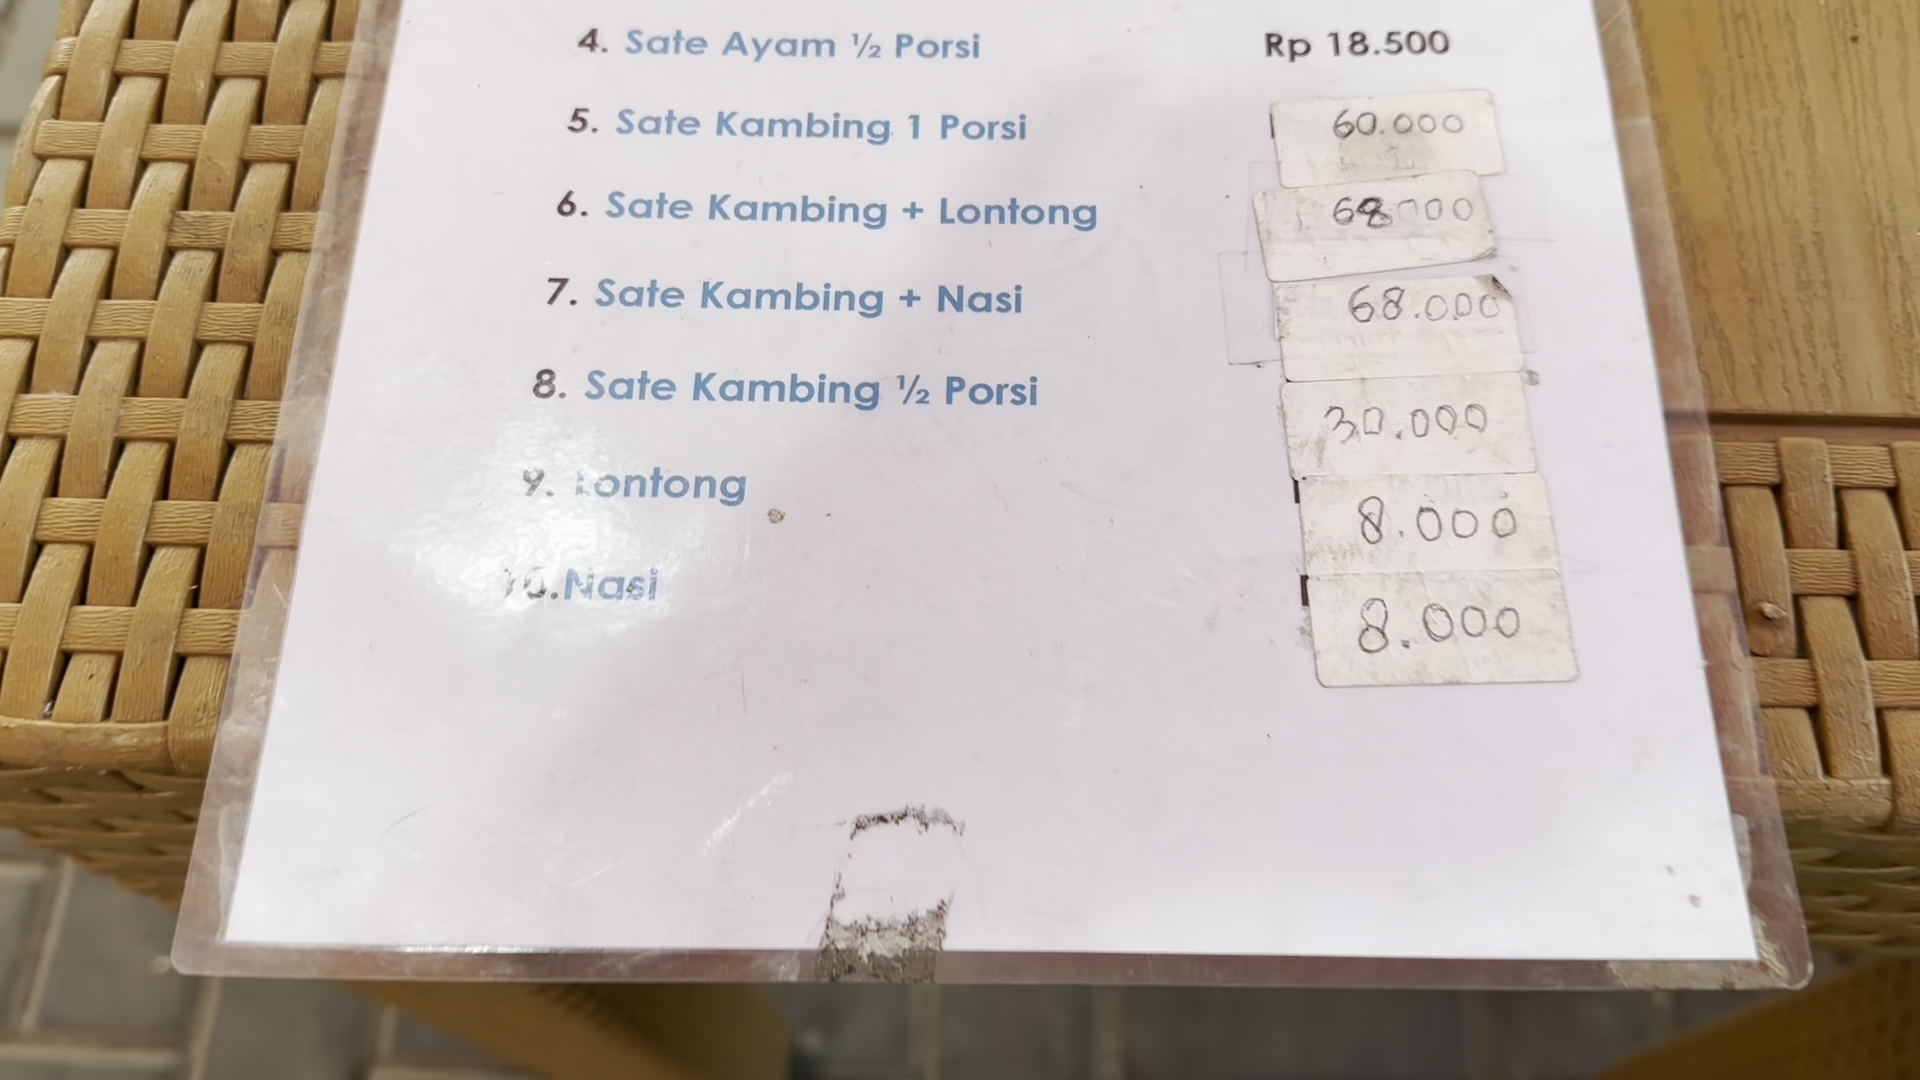 4. Sate Ayam ½ Porsi Rp 18.500
5. Sate Kambing 1 Porsi 60.000
6. Sate Kambing + Lontong 68.000
7. Sate Kambing + Nasi 68.000
8. Sate Kambing ½ Porsi 30.000
9. Lontong 8.000
10.Nasi 8.000